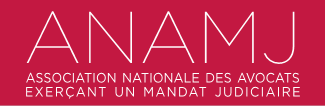 ANAMJ
ASSOCIATION NATIONALE DES AVOCATS
EXERÇANT UN MANDAT JUDICIAIRE